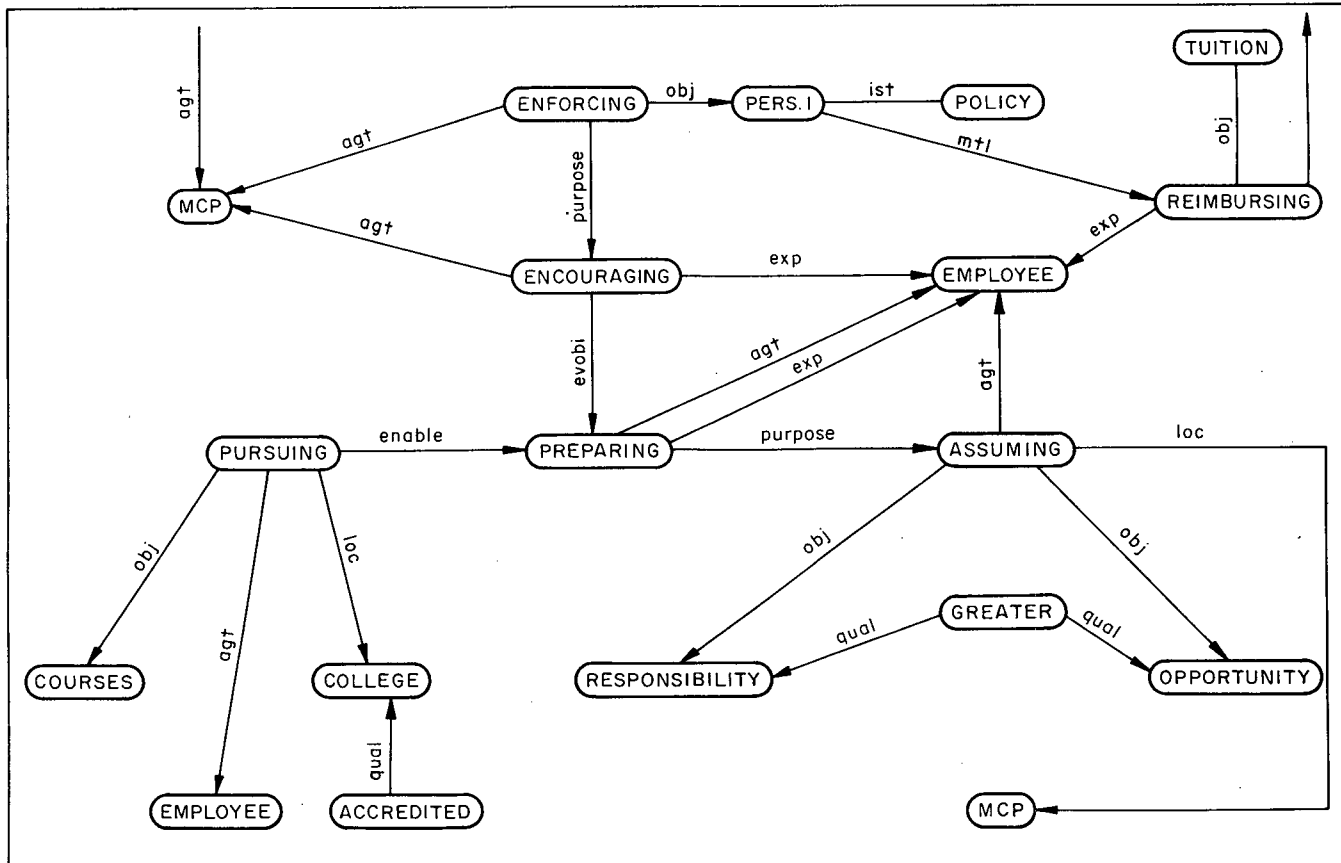 TUITION
agt
ENFORCING
obj
PERS. I
ist
POLICY
obj
agt
mtl
purpose
MCP
REIMBURSING
agt
exp
ENCOURAGING
exp
EMPLOYEE
evobi
agt
exp
agt
PURSUING
enable
PREPARING
purpose
ASSUMING
loc
obj
agt
loc
obj
obj
GREATER
qual
qual
COURSES
COLLEGE
RESPONSIBILITY
OPPORTUNITY
qual
EMPLOYEE
ACCREDITED
MCP